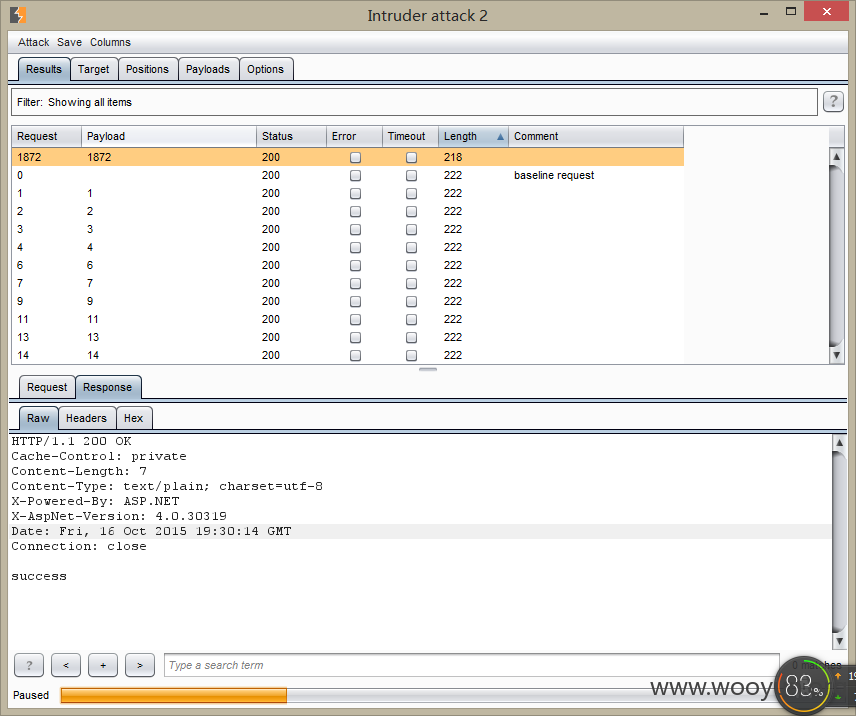 Intruder attack 2
Attack Save Columns
Results Target Positions Payloads Options
Filter: Showing all items ?
Request Payload Status Error Timeout Length Comment
1872 1872 200 218
0 200 222 baseline request
1 1 200 222
2 2 200 222
3 3 200 222
4 4 200 222
6 6 200 222
7 7 200 222
9 9 200 222
11 11 200 222
13 13 200 222
14 14 200 222
Request Response
Raw Headers Hex
HTTP/1.1 200 OK
Cache-Control: private
Content-Length: 7
Content-Type: text/plain; charset=utf-8
X-Powered-By: ASP.NET
X-AspNet-Version: 4.0.30319
Date: Fri, 16 Oct 2015 19:30:14 GMT
Connection: close
success
? < + > Type a search term 0 matches
Paused
www.wooy
83%